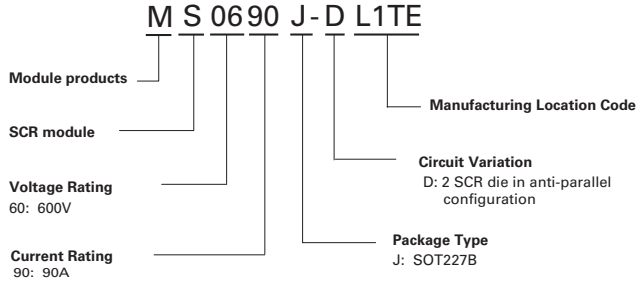 M S 06 90 J - D L1TE
Module products
Manufacturing Location Code
SCR module
Circuit Variation
D: 2 SCR die in anti-parallel
configuration
Voltage Rating
60: 600V
Package Type
J: SOT227B
Current Rating
90: 90A